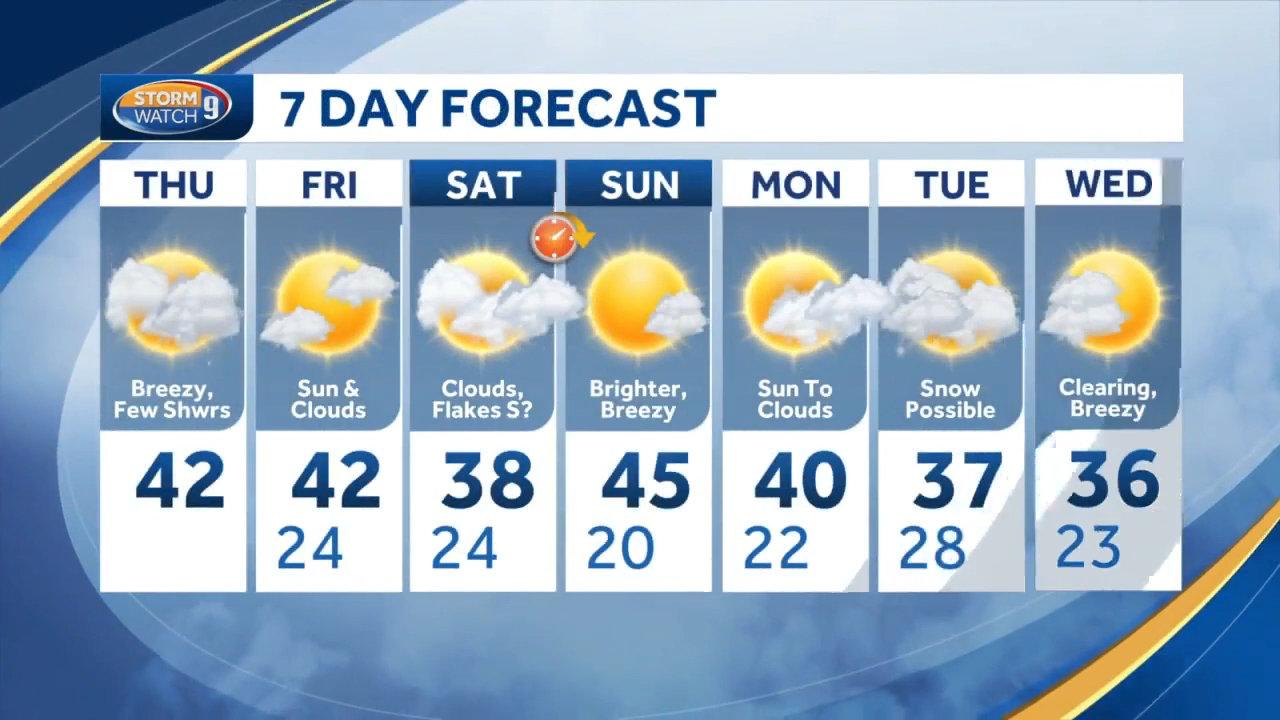 STORM
WATCH 9
7 DAY FORECAST
THU
FRI
SAT
SUN
MON
TUE
WED
Breezy,
Few Shwrs
Sun &
Clouds
Clouds,
Flakes S?
Brighter,
Breezy
Sun To
Clouds
Snow
Possible
Clearing,
Breezy
42
42
38
45
40
37
36
24
24
20
22
28
23